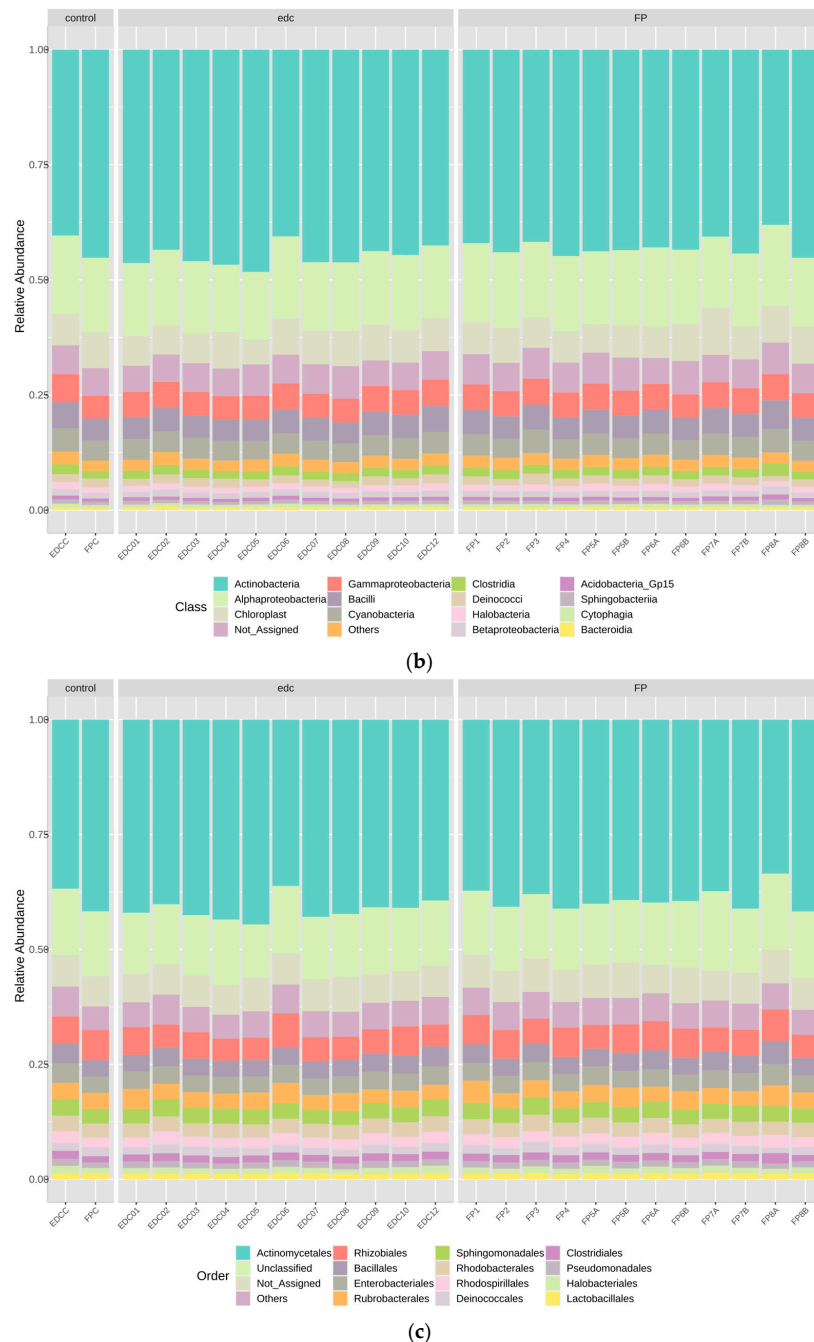 control edc FP
1.00
0.75
0.50
0.25
0.00
Relative Abundance
EDCC FPC EDC01 EDC02 EDC03 EDC04 EDC05 EDC06 EDC07 EDC08 EDC09 EDC10 EDC12 FP1 FP2 FP3 FP4 FP5A FP5B FP6A FP6B FP7A FP7B FP8A FP8B
Actinobacteria Gammaproteobacteria Clostridia Acidobacteria_Gp15
Alphaproteobacteria Bacilli Deinococci Sphingobacteriia
Class
Chloroplast Cyanobacteria Halobacteria Cytophagia
Not_Assigned Others Betaproteobacteria Bacteroidia
(b)
control edc FP
1.00
0.75
0.50
0.25
0.00
Relative Abundance
EDCC FPC EDC01 EDC02 EDC03 EDC04 EDC05 EDC06 EDC07 EDC08 EDC09 EDC10 EDC12 FP1 FP2 FP3 FP4 FP5A FP5B FP6A FP6B FP7A FP7B FP8A FP8B
Actinomycetales Rhizobiales Sphingomonadales Clostridiales
Unclassified Bacillales Rhodobacterales Pseudomonadales
Order
Not_Assigned Enterobacteriales Rhodospirillales Halobacteriales
Others Rubrobacterales Deinococcales Lactobacillales
(c)